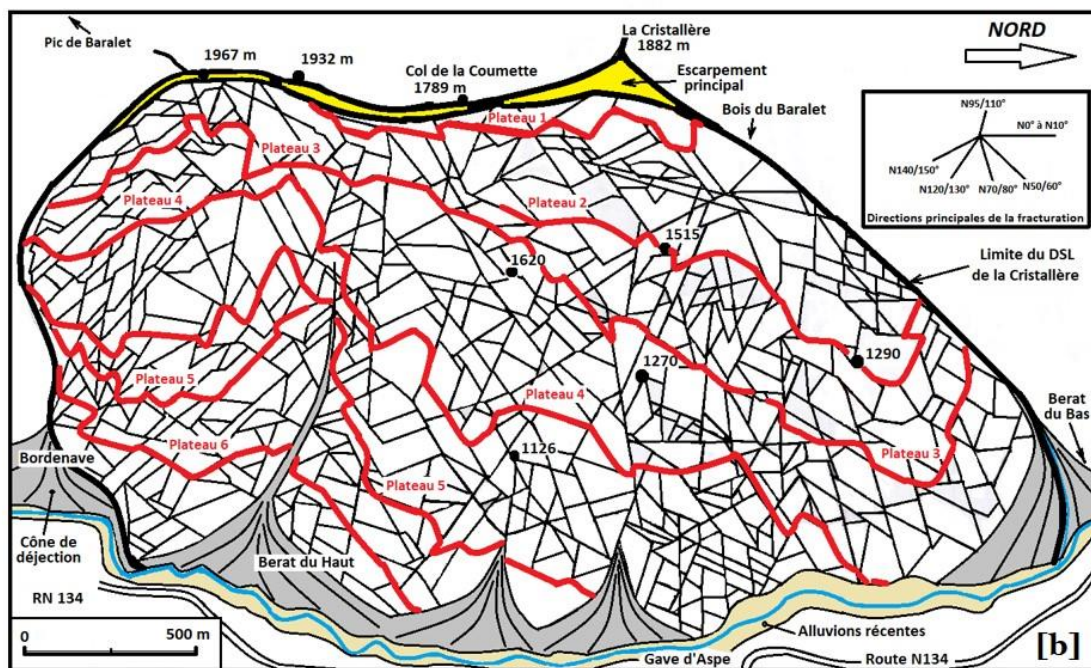 Pic de Baralet
1967 m
1932 m
Col de la Coumette
1789 m
La Cristallère
1882 m
Escarpement
principal
NORD
Bois du Baralet
N95/110°
N0° à N10°
N140/150°
N120/130°
N70/80°
N50/60°
Directions principales de la fracturation
Plateau 1
Plateau 3
Plateau 4
Plateau 2
1515
1620
Limite du DSL
de la Cristallère
1290
1270
Plateau 5
Plateau 4
Berat
du Bas
Plateau 6
Plateau 3
Bordenave
1126
Plateau 5
Cône de
déjection
Berat du Haut
RN 134
0
500 m
Alluvions récentes
Gave d'Aspe
Route N134
[b]